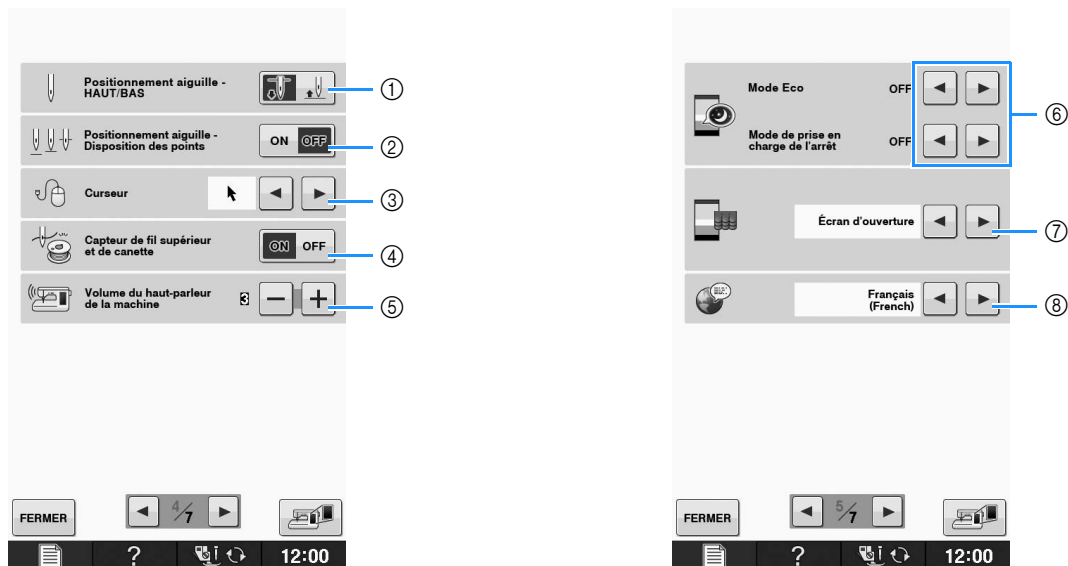 Positionnement aiguille -
HAUT/BAS
①
Positionnement aiguille -
Disposition des points
ON OFF
②
Curseur
③
Capteur de fil supérieur
et de canette
ON OFF
④
Volume du haut-parleur
de la machine
3
⑤
FERMER
4/7
?
12:00
Mode Eco
OFF
Mode de prise en
charge de l'arrêt
OFF
⑥
Écran d'ouverture
⑦
Français
(French)
⑧
FERMER
5/7
?
12:00